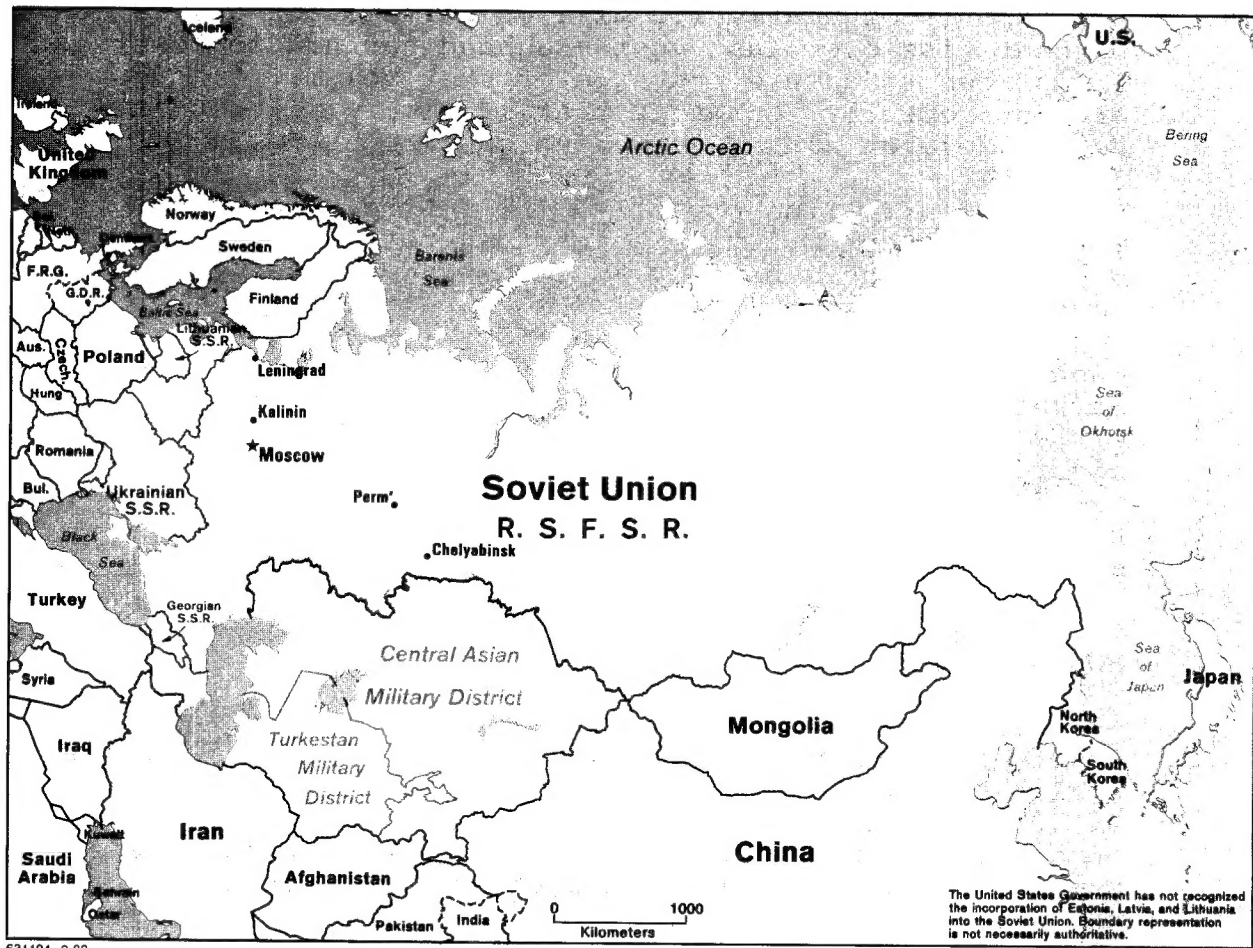 Iceland
U.S.
Ireland
United
Kingdom
Arctic Ocean
Bering
Sea
Norway
Sweden
Barents
Sea
F.R.G.
G.D.R.
Baltic Sea
Finland
Lithuanian
S.S.R.
Aus.
Czech.
Poland
Leningrad
Hung
Kalinin
Sea
of
Okhotsk
Romania
Moscow
Bul.
Ukrainian
S.S.R.
Perm'
Soviet Union
R. S. F. S. R.
Black
Sea
Chelyabinsk
Turkey
Georgian
S.S.R.
Central Asian
Military District
Sea
of
Japan
Japan
Syria
Mongolia
North
Korea
Iraq
Turkestan
Military
District
South
Korea
Kuwait
Iran
China
Saudi
Arabia
Afghanistan
Bahrain
Qatar
Pakistan
India
0 1000
Kilometers
The United States Government has not recognized
the incorporation of Estonia, Latvia, and Lithuania
into the Soviet Union. Boundary representation
is not necessarily authoritative.